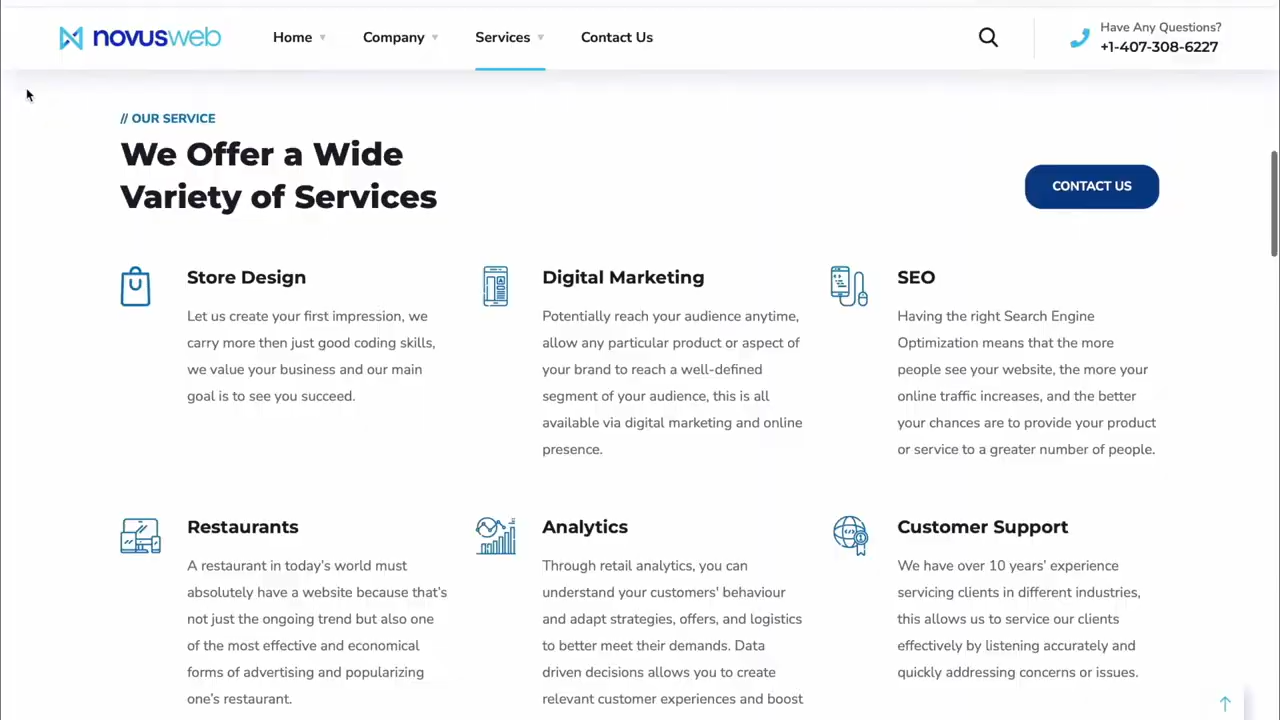 novusweb
Home
Company
Services
Contact Us
Have Any Questions?
+1-407-308-6227
// OUR SERVICE
We Offer a Wide
Variety of Services
CONTACT US
Store Design
Let us create your first impression, we
carry more then just good coding skills,
we value your business and our main
goal is to see you succeed.
Digital Marketing
Potentially reach your audience anytime,
allow any particular product or aspect of
your brand to reach a well-defined
segment of your audience, this is all
available via digital marketing and online
presence.
SEO
Having the right Search Engine
Optimization means that the more
people see your website, the more your
online traffic increases, and the better
your chances are to provide your product
or service to a greater number of people.
Restaurants
A restaurant in today's world must
absolutely have a website because that's
not just the ongoing trend but also one
of the most effective and economical
forms of advertising and popularizing
one's restaurant.
Analytics
Through retail analytics, you can
understand your customers' behaviour
and adapt strategies, offers, and logistics
to better meet their demands. Data
driven decisions allows you to create
relevant customer experiences and boost
Customer Support
We have over 10 years' experience
servicing clients in different industries,
this allows us to service our clients
effectively by listening accurately and
quickly addressing concerns or issues.